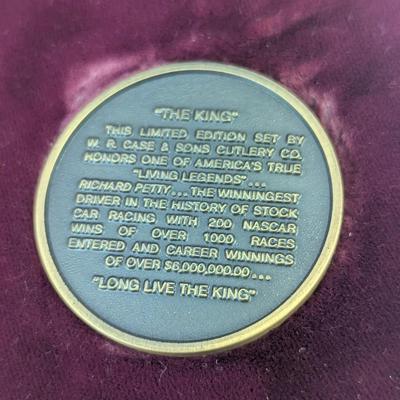 "THE KING"
THIS LIMITED EDITION SET BY
W. R. CASE & SONS CUTLERY CO.
HONORS ONE OF AMERICA'S TRUE
"LIVING LEGENDS"...
RICHARD PETTY... THE WINNINGEST
DRIVER IN THE HISTORY OF STOCK
CAR RACING WITH 200 NASCAR
WINS OF OVER 1000 RACES
ENTERED AND CAREER WINNINGS
OF OVER $6,000,000.00...
"LONG LIVE THE KING"